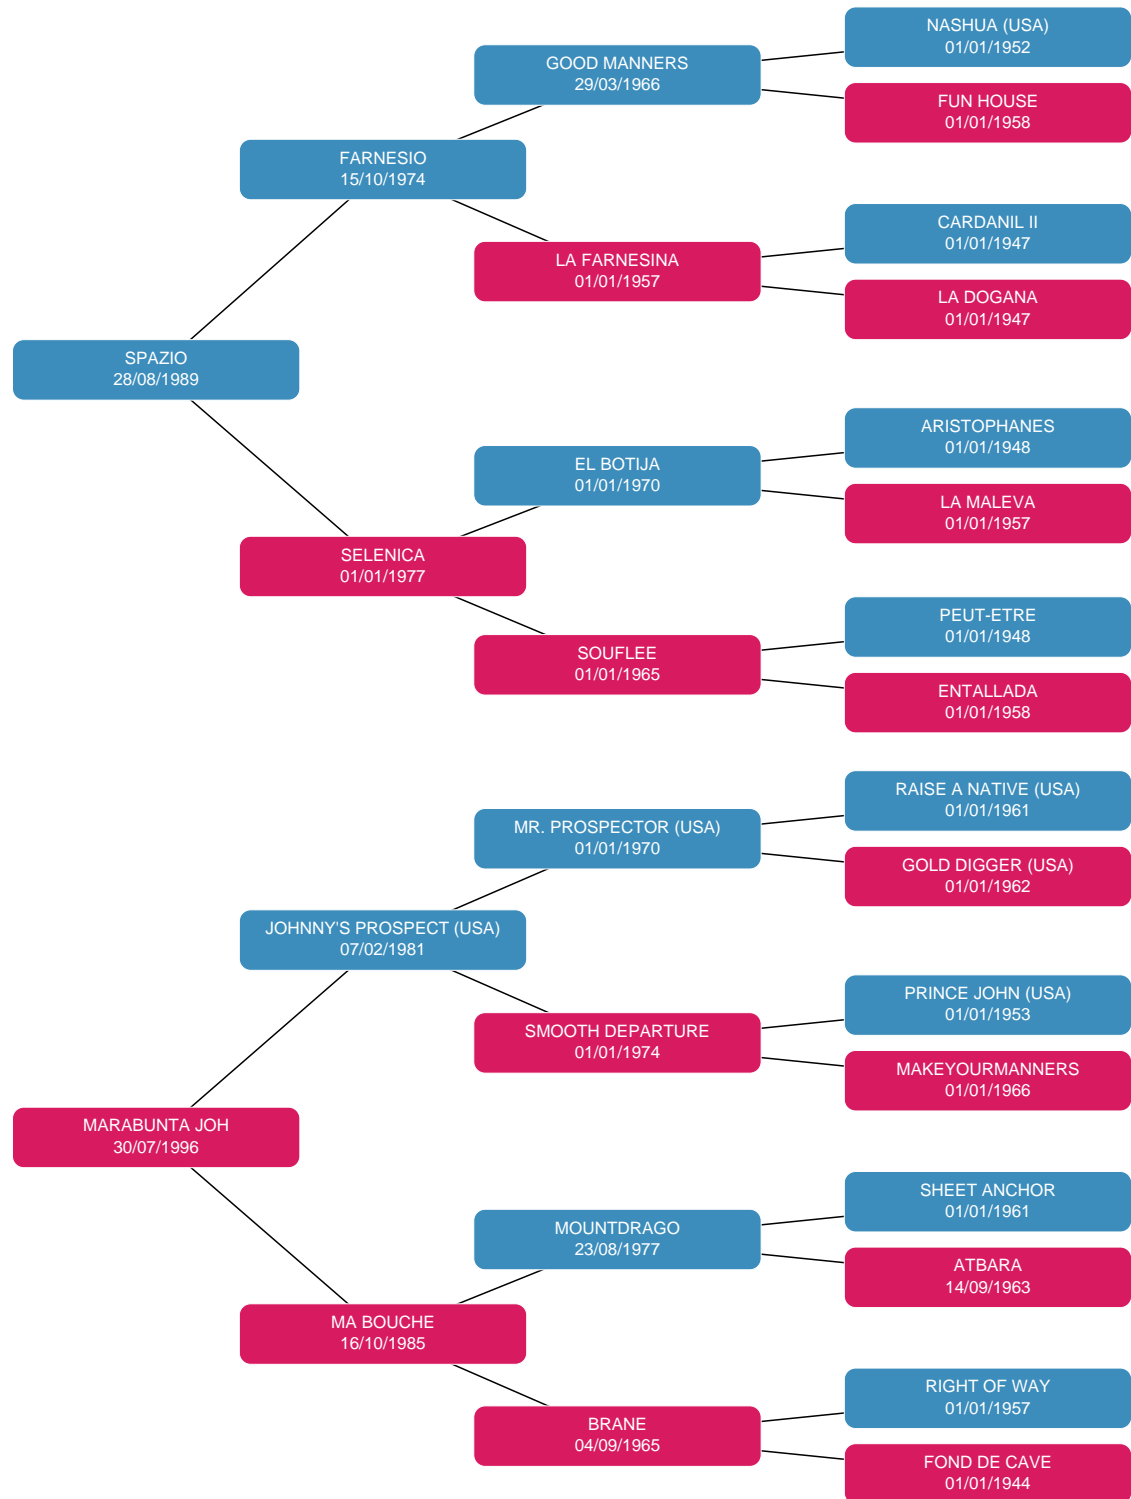 NASHUA (USA)
01/01/1952
GOOD MANNERS
29/03/1966
FUN HOUSE
01/01/1958
FARNESIO
15/10/1974
CARDANIL II
01/01/1947
LA FARNESINA
01/01/1957
LA DOGANA
01/01/1947
SPAZIO
28/08/1989
ARISTOPHANES
01/01/1948
EL BOTIJA
01/01/1970
LA MALEVA
01/01/1957
SELENICA
01/01/1977
PEUT-ETRE
01/01/1948
SOUFLEE
01/01/1965
ENTALLADA
01/01/1958
RAISE A NATIVE (USA)
01/01/1961
MR. PROSPECTOR (USA)
01/01/1970
GOLD DIGGER (USA)
01/01/1962
JOHNNY'S PROSPECT (USA)
07/02/1981
PRINCE JOHN (USA)
01/01/1953
SMOOTH DEPARTURE
01/01/1974
MAKEYOURMANNERS
01/01/1966
MARABUNTA JOH
30/07/1996
SHEET ANCHOR
01/01/1961
MOUNTDRAGO
23/08/1977
ATBARA
14/09/1963
MA BOUCHE
16/10/1985
RIGHT OF WAY
01/01/1957
BRANE
04/09/1965
FOND DE CAVE
01/01/1944